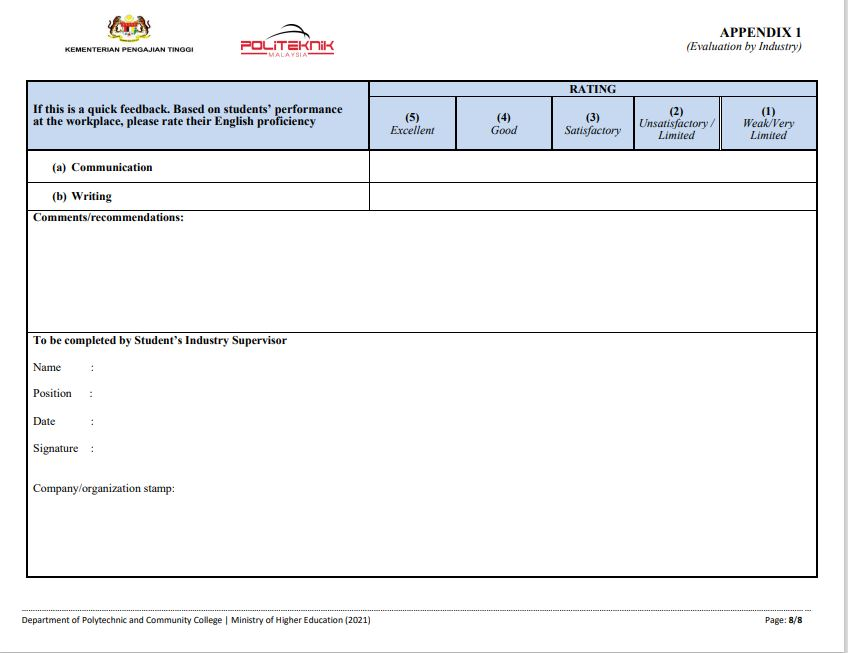 KEMENTERIAN PENGAJIAN TINGGI
POLITEKNIK
MALAYSIA
APPENDIX 1
(Evaluation by Industry)
If this is a quick feedback. Based on students’ performance
at the workplace, please rate their English proficiency
RATING
(5)
Excellent
(4)
Good
(3)
Satisfactory
(2)
Unsatisfactory /
Limited
(1)
Weak/Very
Limited
(a) Communication
(b) Writing
Comments/recommendations:
To be completed by Student’s Industry Supervisor
Name :
Position :
Date :
Signature :
Company/organization stamp:
Department of Polytechnic and Community College | Ministry of Higher Education (2021)
Page: 8/8